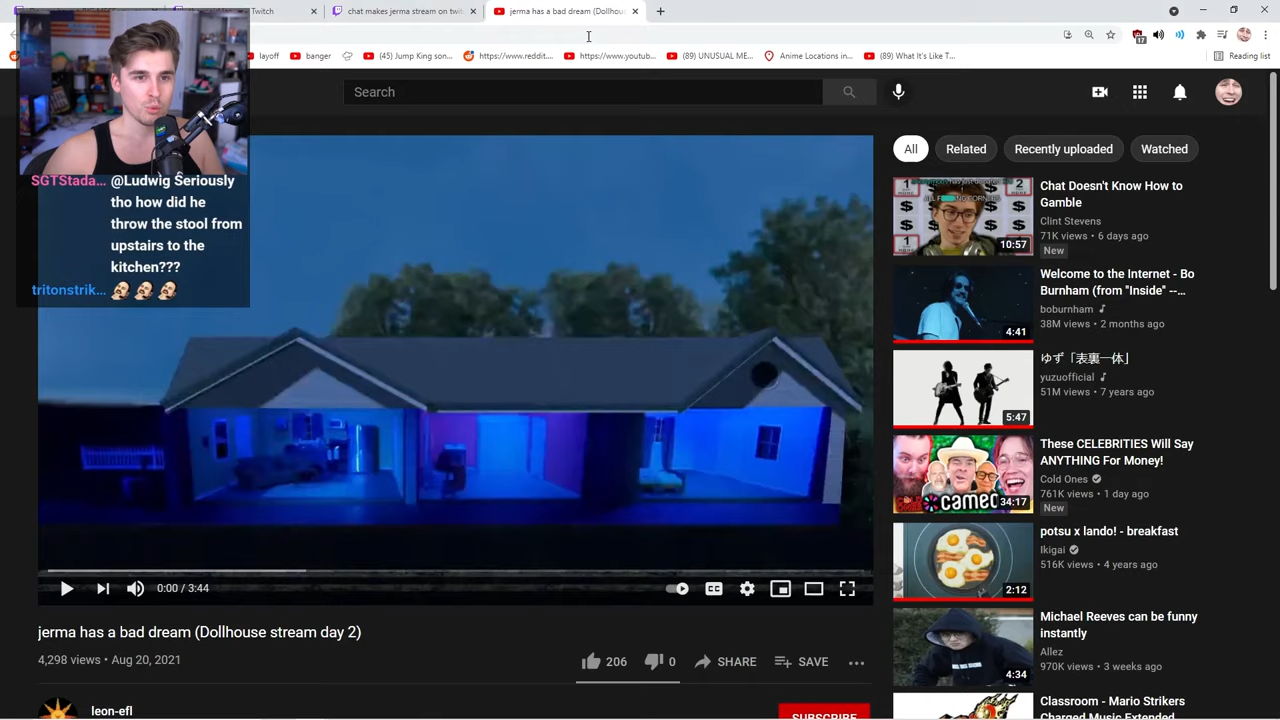 Twitch
chat makes jerma stream on twi
jerma has a bad dream (Dollhou
layoff
banger
(45) Jump King son...
https://www.reddit...
https://www.youtub...
(89) UNUSUAL ME...
Anime Locations in...
(89) What It's Like T...
Reading list
17
Search
SGTStada...
@Ludwig Seriously
tho how did he
throw the stool from
upstairs to the
kitchen???
tritonstrik...
0:00 / 3:44
CC
jerma has a bad dream (Dollhouse stream day 2)
4,298 views • Aug 20, 2021
206
0
SHARE
SAVE
leon-efl
SUBSCRIBE
All
Related
Recently uploaded
Watched
10:57
Chat Doesn't Know How to
Gamble
Clint Stevens
71K views • 6 days ago
New
4:41
Welcome to the Internet - Bo
Burnham (from "Inside" --...
boburnham
38M views • 2 months ago
5:47
ゆず「表裏一体」
yuzuofficial
51M views • 7 years ago
cameo
34:17
These CELEBRITIES Will Say
ANYTHING For Money!
Cold Ones
761K views • 1 day ago
New
2:12
potsu x lando! - breakfast
Ikigai
516K views • 4 years ago
4:34
Michael Reeves can be funny
instantly
Allez
970K views • 3 weeks ago
Classroom - Mario Strikers
Charged Music Extended